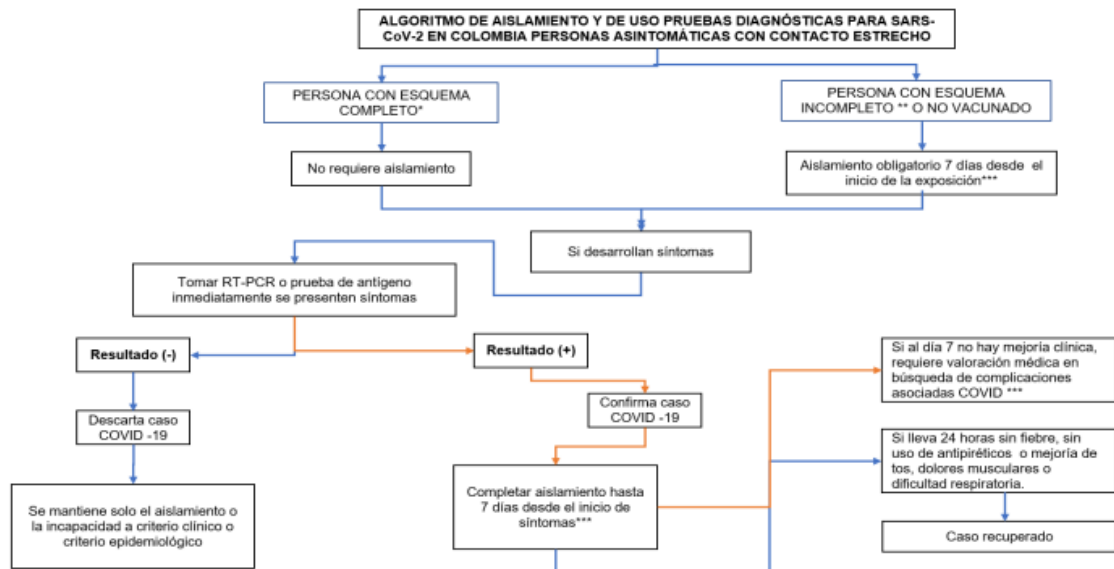 ALGORITMO DE AISLAMIENTO Y DE USO PRUEBAS DIAGNÓSTICAS PARA SARS-
CoV-2 EN COLOMBIA PERSONAS ASINTOMÁTICAS CON CONTACTO ESTRECHO
PERSONA CON ESQUEMA
COMPLETO*
PERSONA CON ESQUEMA
INCOMPLETO ** O NO VACUNADO
No requiere aislamiento
Aislamiento obligatorio 7 días desde el
inicio de la exposición***
Si desarrollan síntomas
Tomar RT-PCR o prueba de antígeno
inmediatamente se presenten síntomas
Resultado (-)
Resultado (+)
Descarta caso
COVID -19
Confirma caso
COVID -19
Se mantiene solo el aislamiento o
la incapacidad a criterio clínico o
criterio epidemiológico
Completar aislamiento hasta
7 días desde el inicio de
síntomas***
Si al día 7 no hay mejoría clínica,
requiere valoración médica en
búsqueda de complicaciones
asociadas COVID ***
Si lleva 24 horas sin fiebre, sin
uso de antipiréticos o mejoría de
tos, dolores musculares o
dificultad respiratoria.
Caso recuperado